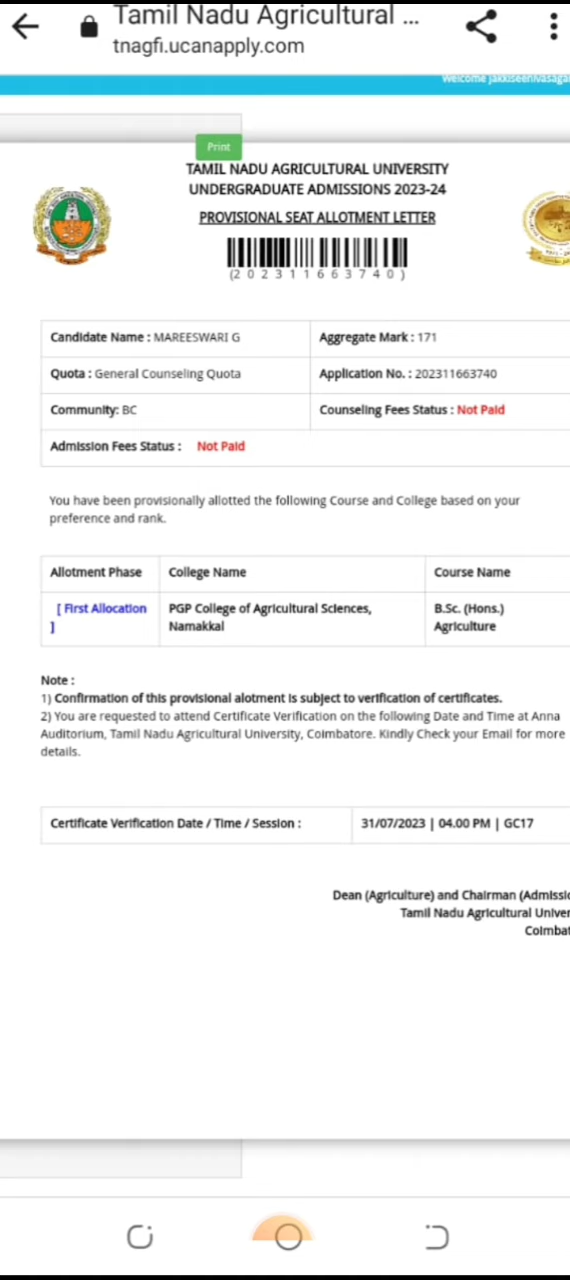 Tamil Nadu Agricultural ...
tnagfi.ucanapply.com
Welcome jakkiseenivasaga
Print
TAMIL NADU AGRICULTURAL UNIVERSITY
UNDERGRADUATE ADMISSIONS 2023-24
PROVISIONAL SEAT ALLOTMENT LETTER
(202311663740)
Candidate Name : MAREESWARI G
Aggregate Mark : 171
Quota : General Counseling Quota
Application No. : 202311663740
Community: BC
Counseling Fees Status : Not Paid
Admission Fees Status : Not Paid
You have been provisionally allotted the following Course and College based on your
preference and rank.
Allotment Phase College Name Course Name
[ First Allocation
]
PGP College of Agricultural Sciences,
Namakkal
B.Sc. (Hons.)
Agriculture
Note :
1) Confirmation of this provisional alotment is subject to verification of certificates.
2) You are requested to attend Certificate Verification on the following Date and Time at Anna
Auditorium, Tamil Nadu Agricultural University, Coimbatore. Kindly Check your Email for more
details.
Certificate Verification Date / Time / Session : 31/07/2023 | 04.00 PM | GC17
Dean (Agriculture) and Chairman (Admissio
Tamil Nadu Agricultural Univer
Coimbat